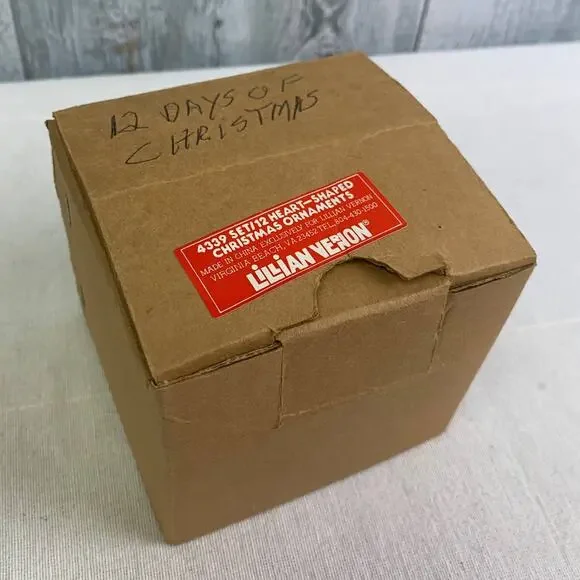 12 DAYS OF
CHRISTMAS
4339 SET/12 HEART-SHAPED
CHRISTMAS ORNAMENTS
MADE IN CHINA EXCLUSIVELY FOR LILLIAN VERNON
VIRGINIA BEACH, VA 23452 TEL. 804-430-1500
LILLIAN VERNON®